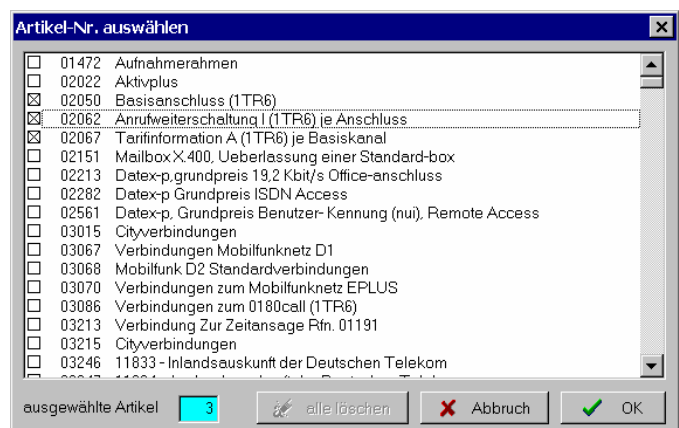 Artikel-Nr. auswählen
01472 Aufnahmerahmen
02022 Aktivplus
02050 Basisanschluss (1TR6)
02062 Anrufweiterschaltung I (1TR6) je Anschluss
02067 Tarifinformation A (1TR6) je Basiskanal
02151 Mailbox X.400, Ueberlassung einer Standard-box
02213 Datex-p,grundpreis 19,2 Kbit/s Office-anschluss
02282 Datex-p Grundpreis ISDN Access
02561 Datex-p, Grundpreis Benutzer- Kennung (nui), Remote Access
03015 Cityverbindungen
03067 Verbindungen Mobilfunknetz D1
03068 Mobilfunk D2 Standardverbindungen
03070 Verbindungen zum Mobilfunknetz EPLUS
03086 Verbindungen zum 0180call (1TR6)
03213 Verbindung Zur Zeitansage Rfn. 01191
03215 Cityverbindungen
03246 11833 - Inlandsauskunft der Deutschen Telekom
ausgewählte Artikel 3 alle löschen Abbruch OK